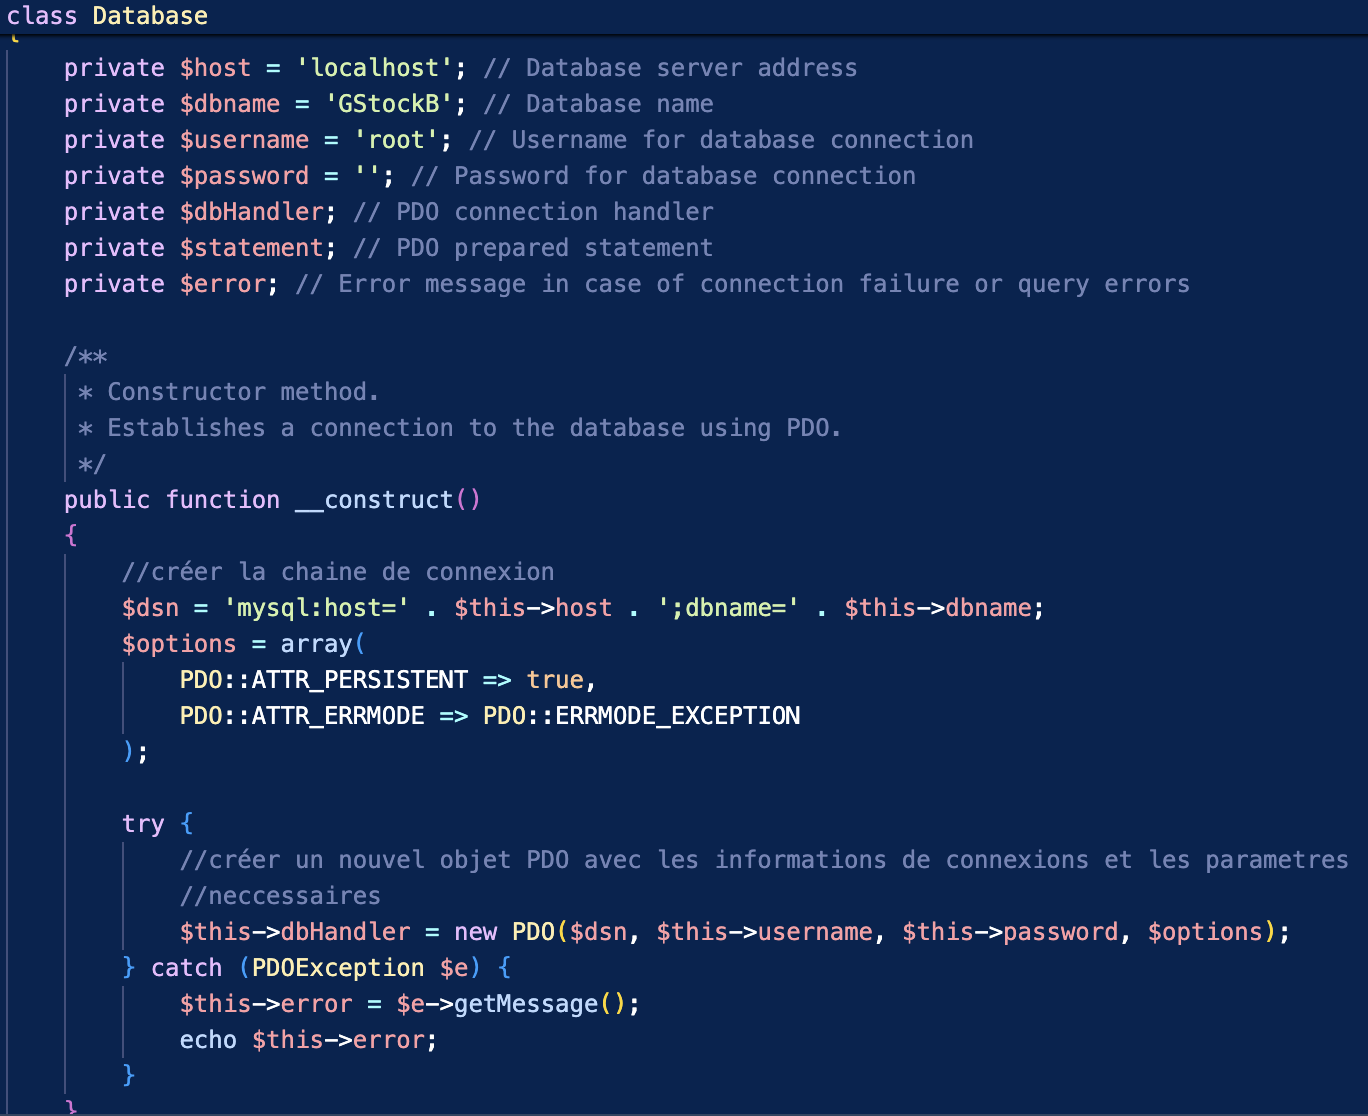 class Database
{
private $host = 'localhost'; // Database server address
private $dbname = 'GStockB'; // Database name
private $username = 'root'; // Username for database connection
private $password = ''; // Password for database connection
private $dbHandler; // PDO connection handler
private $statement; // PDO prepared statement
private $error; // Error message in case of connection failure or query errors
/**
* Constructor method.
* Establishes a connection to the database using PDO.
*/
public function __construct()
{
//créer la chaine de connexion
$dsn = 'mysql:host=' . $this->host . ';dbname=' . $this->dbname;
$options = array(
PDO::ATTR_PERSISTENT => true,
PDO::ATTR_ERRMODE => PDO::ERRMODE_EXCEPTION
);
try {
//créer un nouvel objet PDO avec les informations de connexions et les parametres
//neccessaires
$this->dbHandler = new PDO($dsn, $this->username, $this->password, $options);
} catch (PDOException $e) {
$this->error = $e->getMessage();
echo $this->error;
}
}